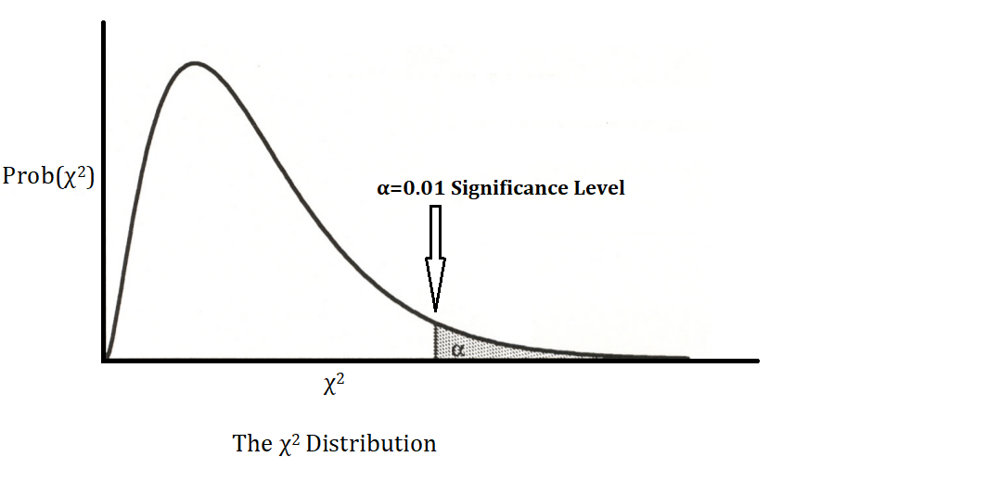 Prob(χ²)
α=0.01 Significance Level
α
χ²
The χ² Distribution